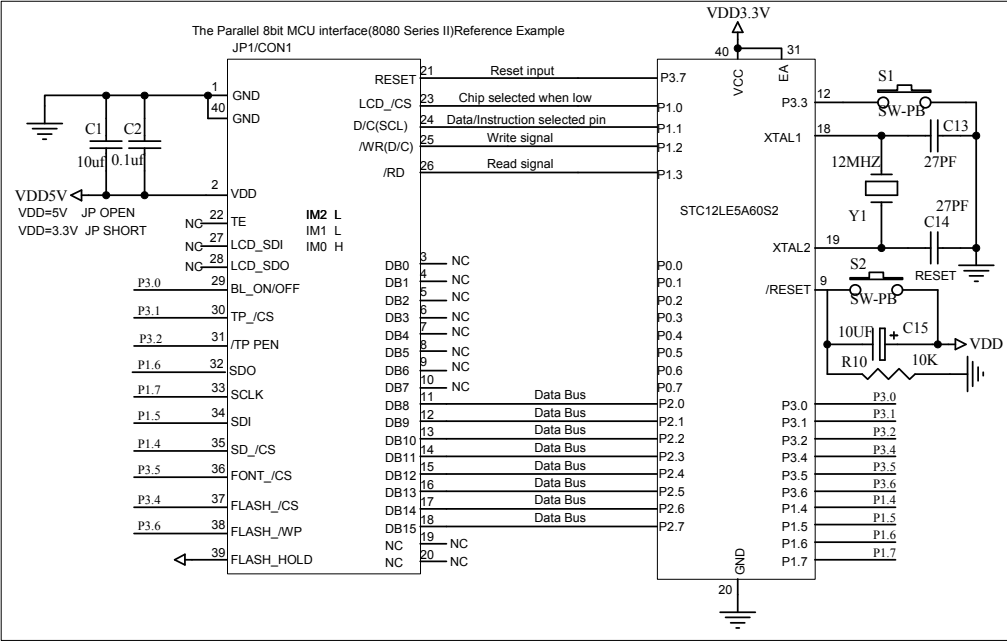 The Parallel 8bit MCU interface(8080 Series II)Reference Example
JP1/CON1
VDD3.3V
40 31
VCC EA
1 GND
40 GND
C1 C2
10uf 0.1uf
VDD5V 2 VDD
VDD=5V JP OPEN
VDD=3.3V JP SHORT
NC 22 TE
NC 27 LCD_SDI
NC 28 LCD_SDO
P3.0 29 BL_ON/OFF
P3.1 30 TP_/CS
P3.2 31 /TP PEN
P1.6 32 SDO
P1.7 33 SCLK
P1.5 34 SDI
P1.4 35 SD_/CS
P3.5 36 FONT_/CS
P3.4 37 FLASH_/CS
P3.6 38 FLASH_/WP
39 FLASH_HOLD
IM2 L
IM1 L
IM0 H
RESET 21 Reset input P3.7
LCD_/CS 23 Chip selected when low P1.0
D/C(SCL) 24 Data/Instruction selected pin P1.1
/WR(D/C) 25 Write signal P1.2
/RD 26 Read signal P1.3
DB0 3 NC P0.0
DB1 4 NC P0.1
DB2 5 NC P0.2
DB3 6 NC P0.3
DB4 7 NC P0.4
DB5 8 NC P0.5
DB6 9 NC P0.6
DB7 10 NC P0.7
DB8 11 Data Bus P2.0
DB9 12 Data Bus P2.1
DB10 13 Data Bus P2.2
DB11 14 Data Bus P2.3
DB12 15 Data Bus P2.4
DB13 16 Data Bus P2.5
DB14 17 Data Bus P2.6
DB15 18 Data Bus P2.7
NC 19 NC
NC 20 NC
STC12LE5A60S2
P3.3 12 S1
SW-PB
XTAL1 18 C13
12MHZ 27PF
Y1 27PF
XTAL2 19 C14
S2 RESET
/RESET 9 SW-PB
10UF + C15 VDD
R10 10K
P3.0 P3.0
P3.1 P3.1
P3.2 P3.2
P3.4 P3.4
P3.5 P3.5
P3.6 P3.6
P1.4 P1.4
P1.5 P1.5
P1.6 P1.6
P1.7 P1.7
GND
20